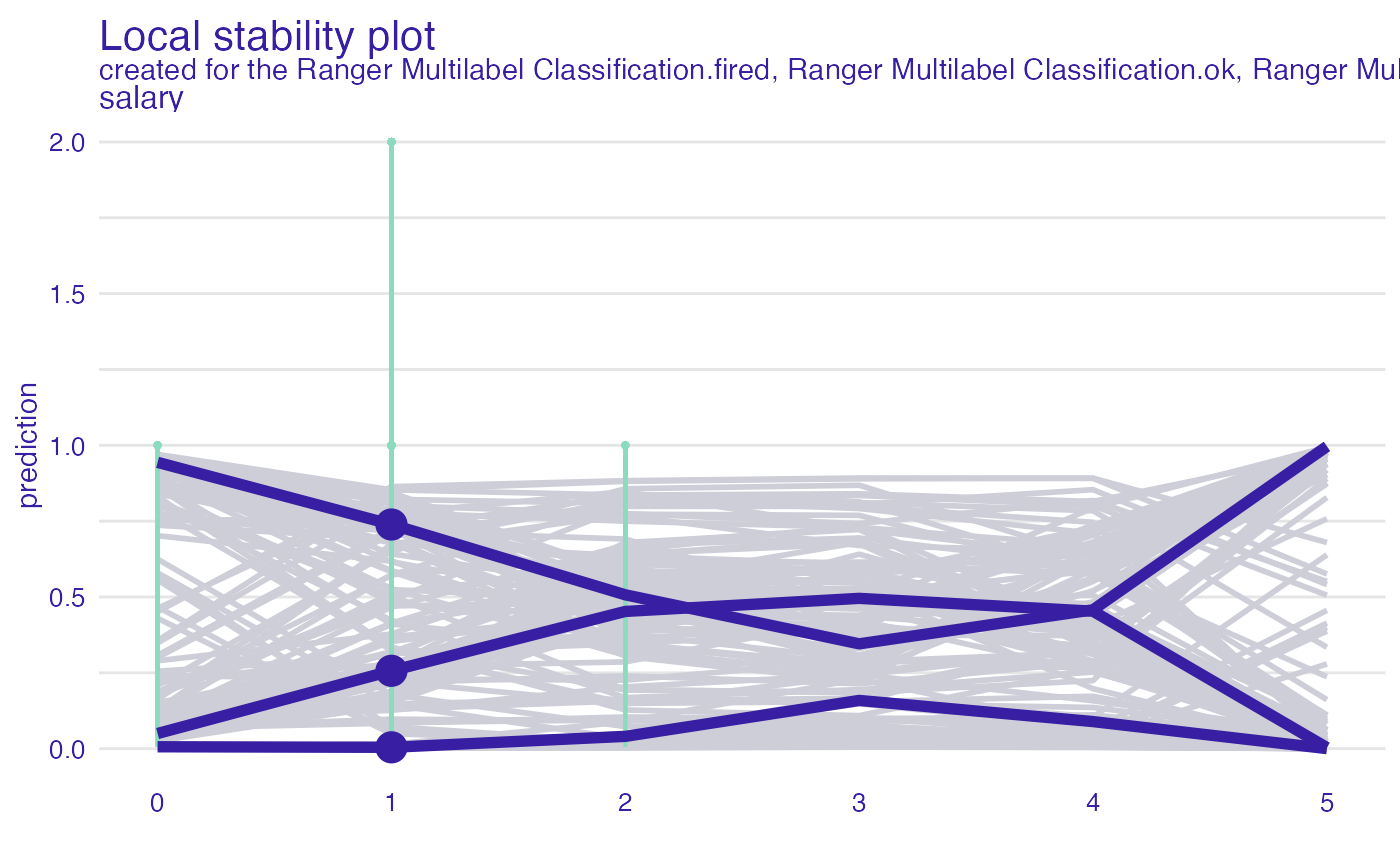 Local stability plot
created for the Ranger Multilabel Classification.fired, Ranger Multilabel Classification.ok, Ranger Mul
salary
2.0
1.5
1.0
0.5
0.0
prediction
0 1 2 3 4 5